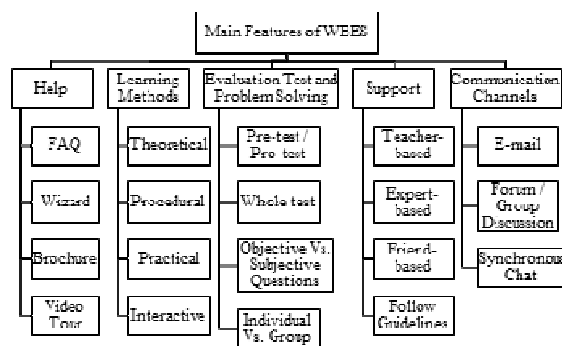 Main Features of WEES
Help
FAQ
Wizard
Brochure
Video
Tour
Learning
Methods
Theoretical
Procedural
Practical
Interactive
Evaluation Test and
Problem Solving
Pre-test /
Pro-test
Whole test
Objective Vs.
Subjective
Questions
Individual
Vs. Group
Support
Teacher-
based
Expert-
based
Friend-
based
Follow
Guidelines
Communication
Channels
E-mail
Forum /
Group
Discussion
Synchronous
Chat